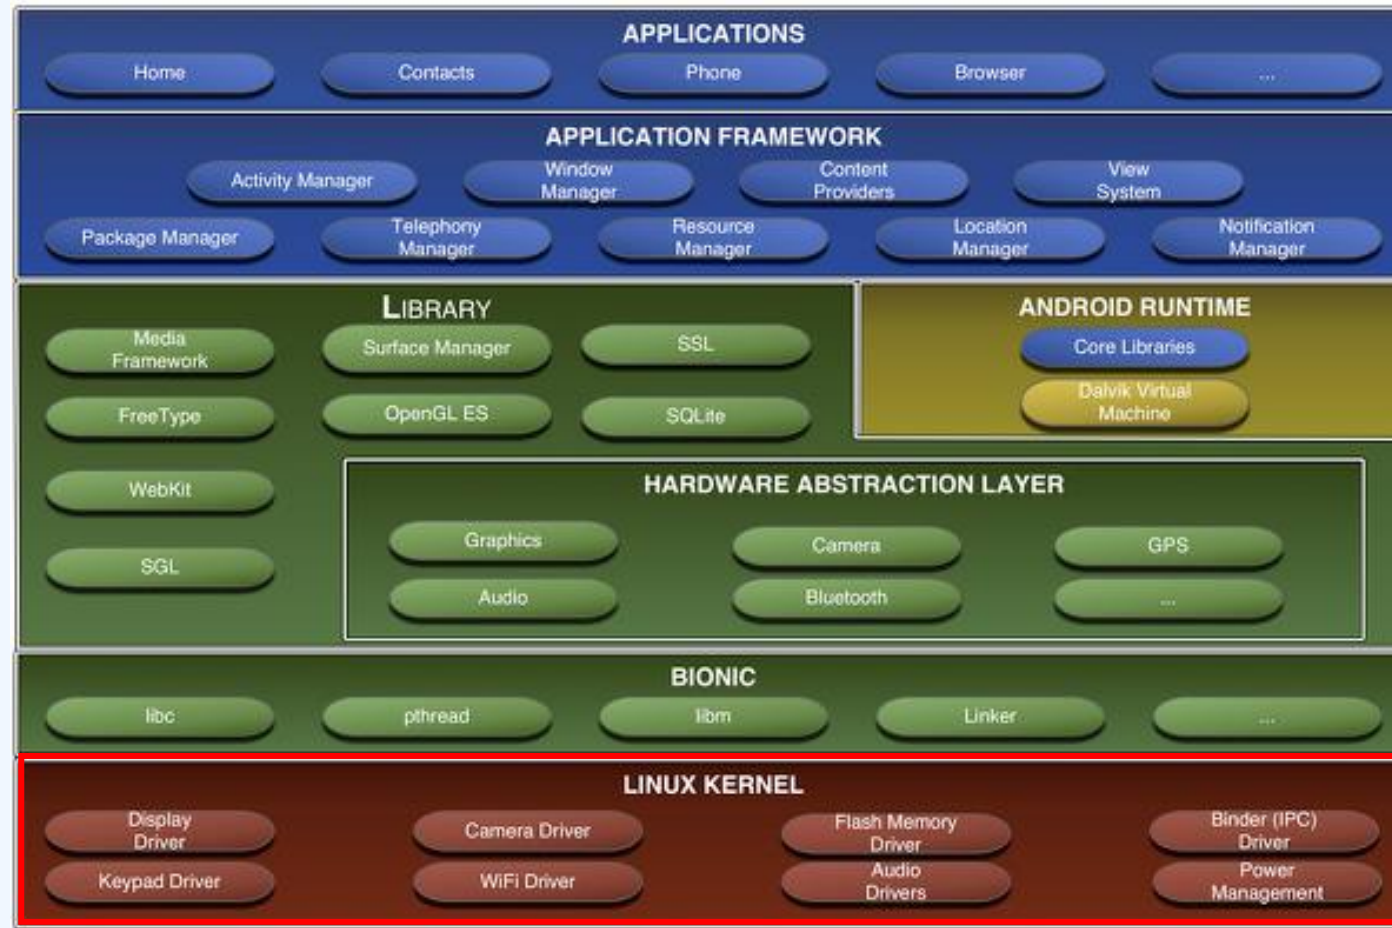 APPLICATIONS
Home
Contacts
Phone
Browser
...
APPLICATION FRAMEWORK
Activity Manager
Window
Manager
Content
Providers
View
System
Package Manager
Telephony
Manager
Resource
Manager
Location
Manager
Notification
Manager
LIBRARY
Media
Framework
Surface Manager
SSL
FreeType
OpenGL ES
SQLite
WebKit
SGL
ANDROID RUNTIME
Core Libraries
Dalvik Virtual
Machine
HARDWARE ABSTRACTION LAYER
Graphics
Camera
GPS
Audio
Bluetooth
...
BIONIC
libc
pthread
libm
Linker
...
LINUX KERNEL
Display
Driver
Camera Driver
Flash Memory
Driver
Binder (IPC)
Driver
Keypad Driver
WiFi Driver
Audio
Drivers
Power
Management